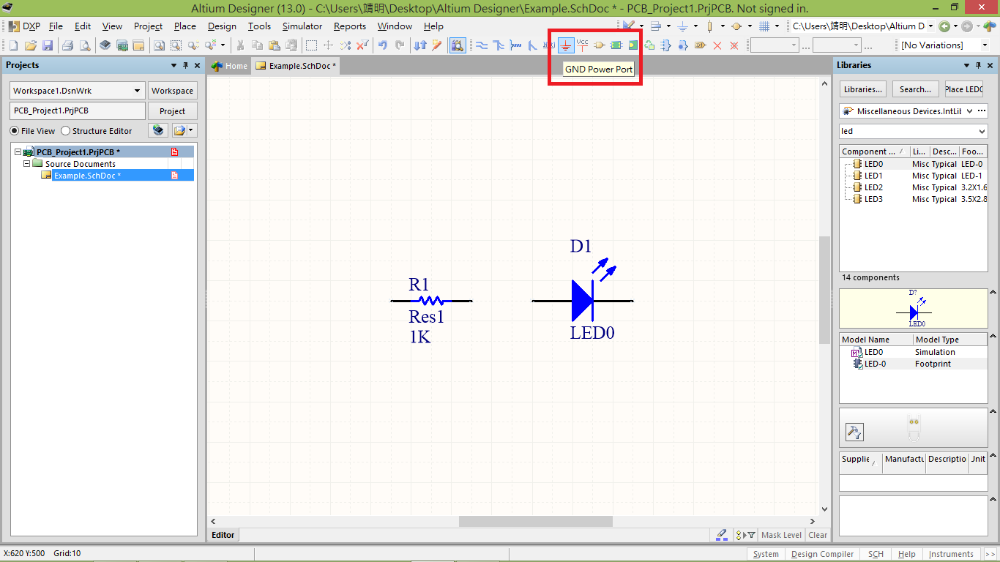 Altium Designer (13.0) - C:\Users\靖明\Desktop\Altium Designer\Example.SchDoc * - PCB_Project1.PrjPCB. Not signed in.
DXP File Edit View Project Place Design Tools Simulator Reports Window Help C:\Users\靖明\Desktop\Altium D
Vcc ... ... [No Variations]
GND Power Port
Projects
Home Example.SchDoc *
Libraries
Workspace1.DsnWrk Workspace
PCB_Project1.PrjPCB Project
File View Structure Editor
PCB_Project1.PrjPCB *
Source Documents
Example.SchDoc *
R1
Res1
1K
D1
LED0
Libraries... Search... Place LED0
Miscellaneous Devices.IntLib ...
led
Component ... / Li... Desc... Foo...
LED0 Misc Typical LED-0
LED1 Misc Typical LED-1
LED2 Misc Typical 3.2X1.6
LED3 Misc Typical 3.5X2.8
14 components
D?
LED0
Model Name Model Type
LED0 Simulation
LED-0 Footprint
Supplie / Manufactu Descriptio Unit
Editor Mask Level Clear
X:620 Y:500 Grid:10 System Design Compiler SCH Help Instruments >>